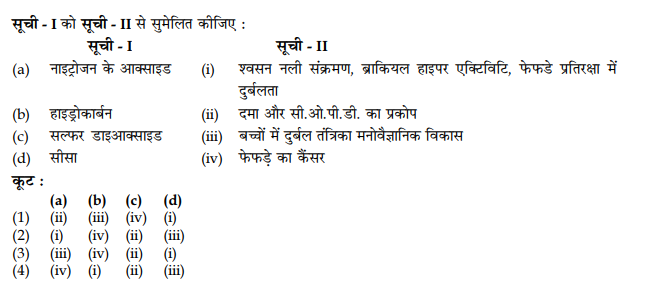 सूची - I को सूची - II से सुमेलित कीजिए :
सूची - I सूची - II
(a) नाइट्रोजन के आक्साइड (i) श्वसन नली संक्रमण, ब्राकियल हाइपर एक्टिविटि, फेफडे प्रतिरक्षा में
दुर्बलता
(b) हाइड्रोकार्बन (ii) दमा और सी.ओ.पी.डी. का प्रकोप
(c) सल्फर डाइआक्साइड (iii) बच्चों में दुर्बल तंत्रिका मनोवैज्ञानिक विकास
(d) सीसा (iv) फेफड़े का कैंसर
कूट :
(a) (b) (c) (d)
(1) (ii) (iii) (iv) (i)
(2) (i) (iv) (ii) (iii)
(3) (iii) (iv) (ii) (i)
(4) (iv) (i) (ii) (iii)